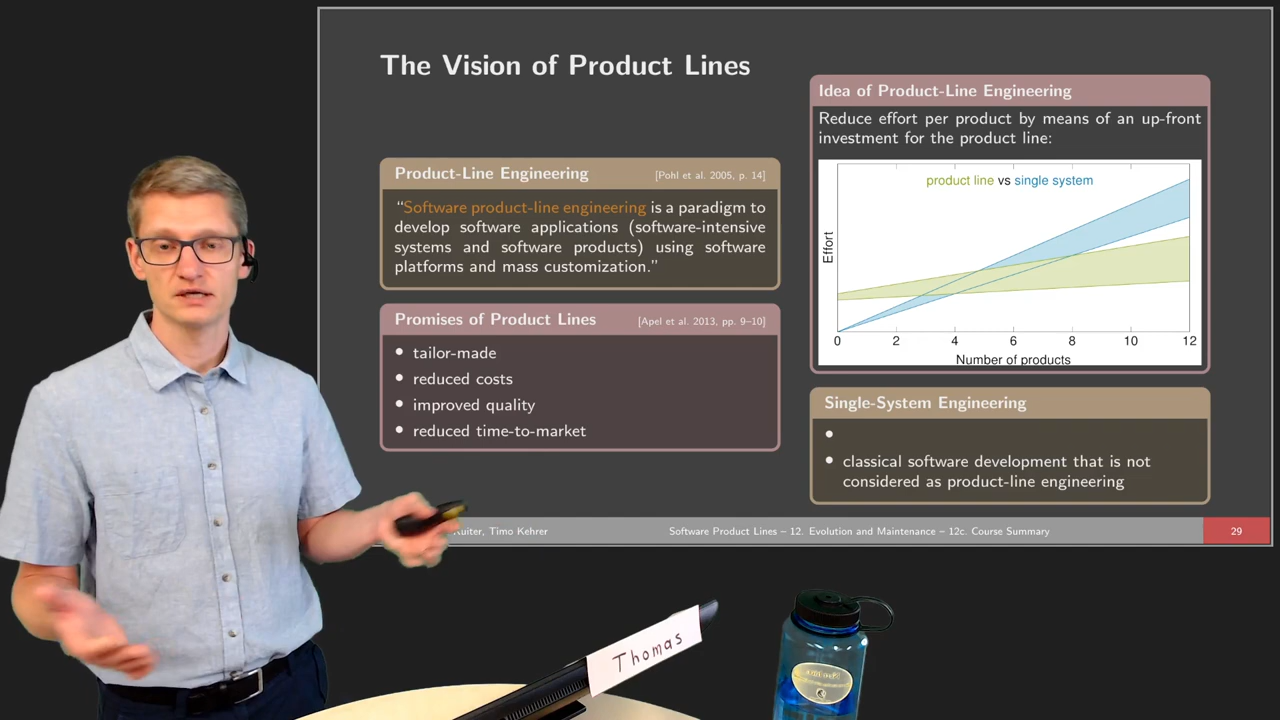 The Vision of Product Lines
Product-Line Engineering
[Pohl et al. 2005, p. 14]
“Software product-line engineering is a paradigm to
develop software applications (software-intensive
systems and software products) using software
platforms and mass customization.”
Promises of Product Lines
[Apel et al. 2013, pp. 9–10]
• tailor-made
• reduced costs
• improved quality
• reduced time-to-market
Idea of Product-Line Engineering
Reduce effort per product by means of an up-front
investment for the product line:
product line vs single system
Effort
0 2 4 6 8 10 12
Number of products
Single-System Engineering
•
• classical software development that is not
considered as product-line engineering
Kuiter, Timo Kehrer
Software Product Lines – 12. Evolution and Maintenance – 12c. Course Summary
29
Thomas